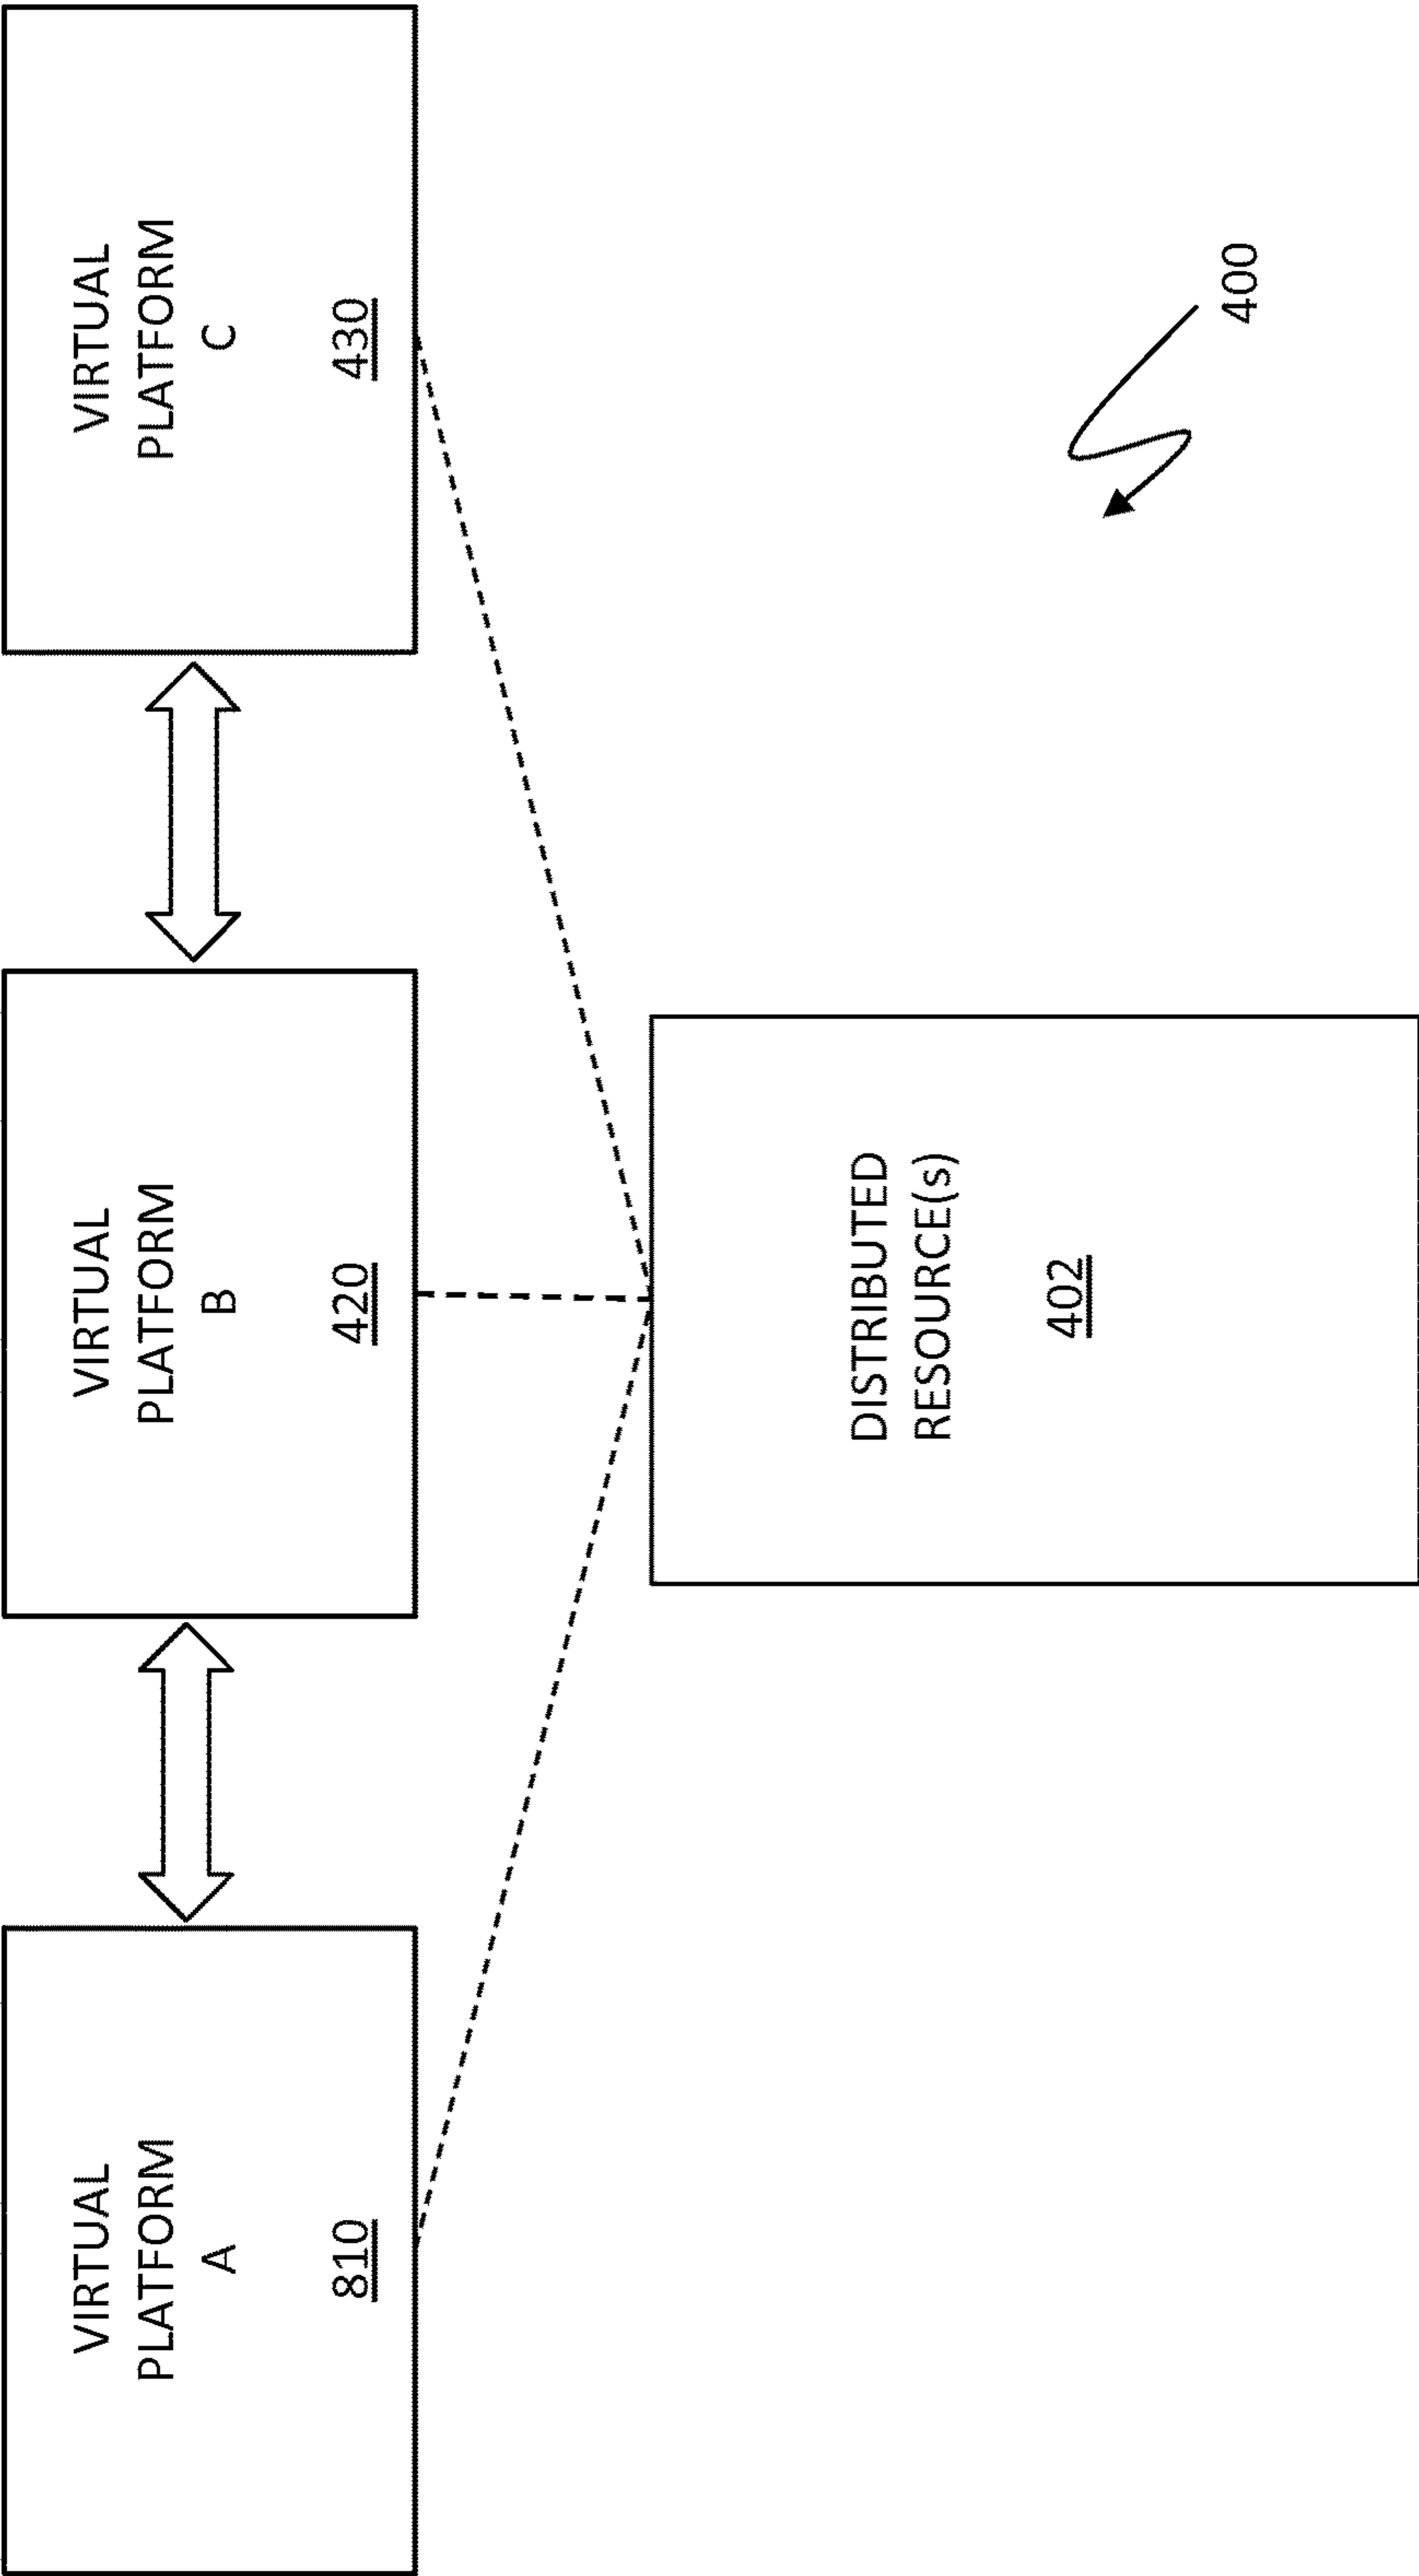 VIRTUAL
PLATFORM
A
810
VIRTUAL
PLATFORM
B
420
VIRTUAL
PLATFORM
C
430
DISTRIBUTED
RESOURCE(s)
402
400